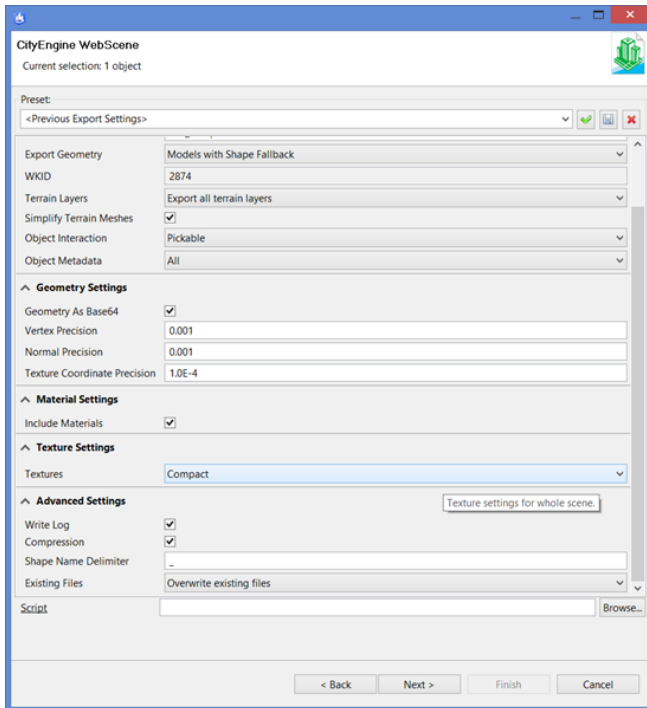 CityEngine WebScene
Current selection: 1 object
Preset:
<Previous Export Settings>
Export Geometry Models with Shape Fallback
WKID 2874
Terrain Layers Export all terrain layers
Simplify Terrain Meshes
Object Interaction Pickable
Object Metadata All
Geometry Settings
Geometry As Base64
Vertex Precision 0.001
Normal Precision 0.001
Texture Coordinate Precision 1.0E-4
Material Settings
Include Materials
Texture Settings
Textures Compact
Advanced Settings
Texture settings for whole scene.
Write Log
Compression
Shape Name Delimiter _
Existing Files Overwrite existing files
Script Browse...
< Back Next > Finish Cancel